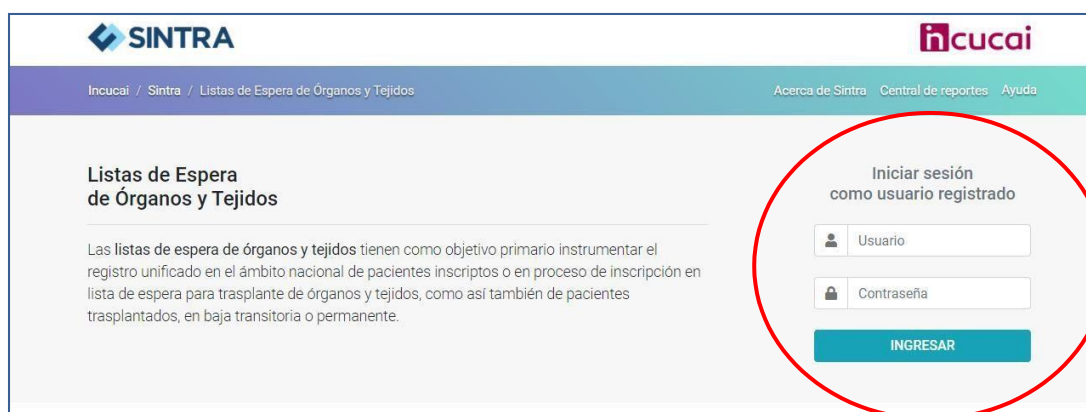 SINTRA
incucai
Incucai / Sintra / Listas de Espera de Órganos y Tejidos
Acerca de Sintra Central de reportes Ayuda
Listas de Espera
de Órganos y Tejidos
Las listas de espera de órganos y tejidos tienen como objetivo primario instrumentar el
registro unificado en el ámbito nacional de pacientes inscriptos o en proceso de inscripción en
lista de espera para trasplante de órganos y tejidos, como así también de pacientes
trasplantados, en baja transitoria o permanente.
Iniciar sesión
como usuario registrado
Usuario
Contraseña
INGRESAR